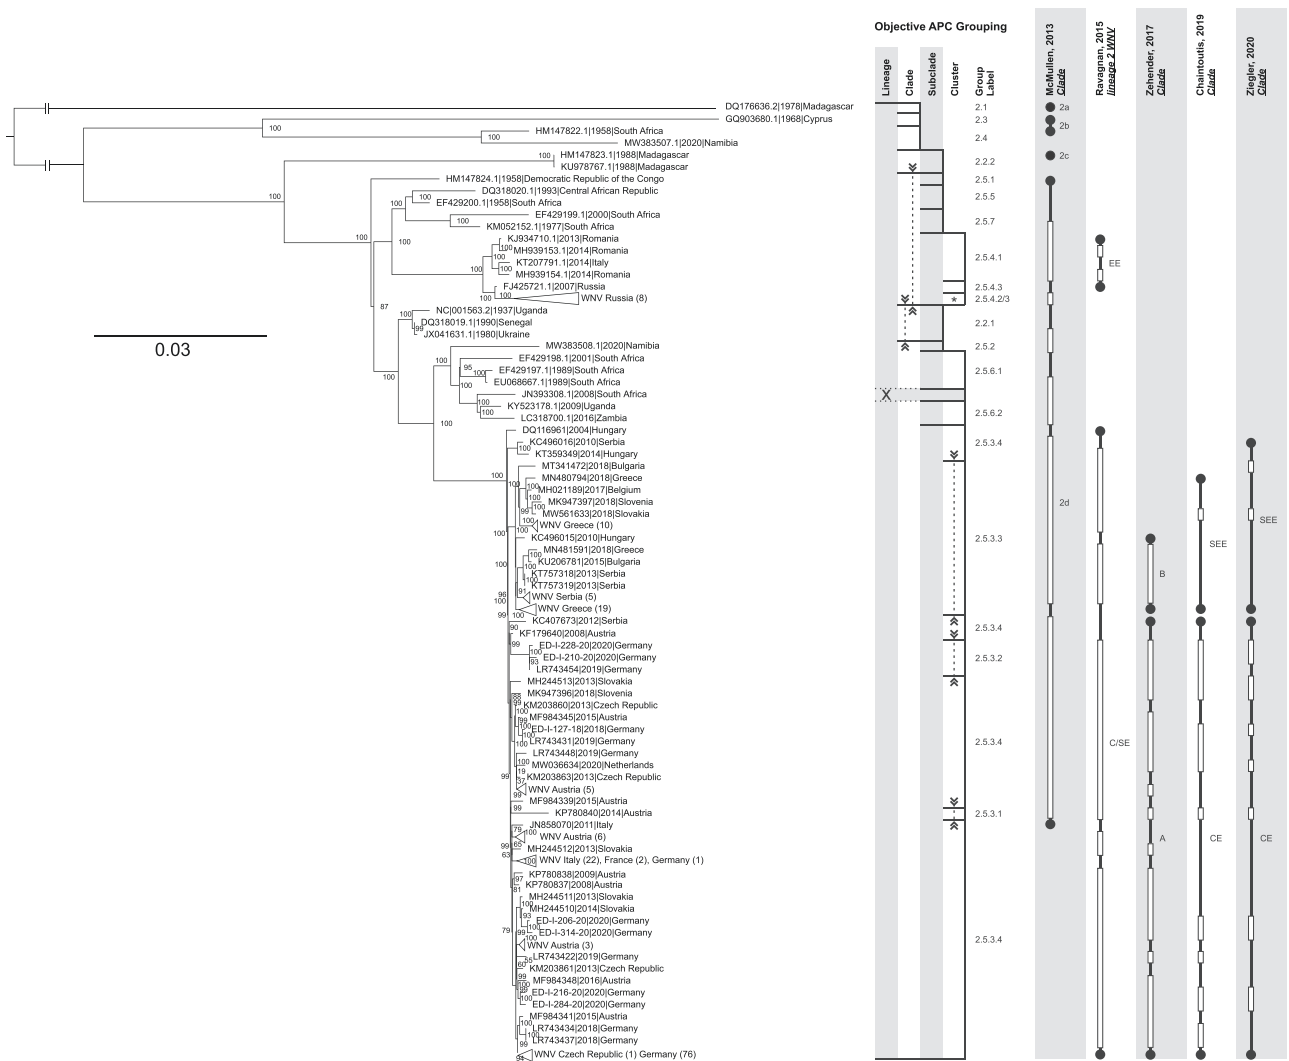 Objective APC Grouping
Lineage
Clade
Subclade
Cluster
Group
Label
McMullen, 2013
Clade
Ravagnan, 2015
lineage 2 WNV
Zehender, 2017
Clade
Chaintoutis, 2019
Clade
Ziegler, 2020
Clade
DQ176636.2|1978|Madagascar
GQ903680.1|1968|Cyprus
HM147822.1|1958|South Africa
MW383507.1|2020|Namibia
HM147823.1|1988|Madagascar
KU978767.1|1988|Madagascar
HM147824.1|1958|Democratic Republic of the Congo
DQ318020.1|1993|Central African Republic
EF429200.1|1958|South Africa
EF429199.1|2000|South Africa
KM052152.1|1977|South Africa
KJ934710.1|2013|Romania
MH939153.1|2014|Romania
KT207791.1|2014|Italy
MH939154.1|2014|Romania
FJ425721.1|2007|Russia
WNV Russia (8)
NC|001563.2|1937|Uganda
DQ318019.1|1990|Senegal
JX041631.1|1980|Ukraine
MW383508.1|2020|Namibia
EF429198.1|2001|South Africa
EF429197.1|1989|South Africa
EU068667.1|1989|South Africa
JN393308.1|2008|South Africa
KY523178.1|2009|Uganda
LC318700.1|2016|Zambia
DQ116961|2004|Hungary
KC496016|2010|Serbia
KT359349|2014|Hungary
MT341472|2018|Bulgaria
MN480794|2018|Greece
MH021189|2017|Belgium
MK947397|2018|Slovenia
MW561633|2018|Slovakia
WNV Greece (10)
KC496015|2010|Hungary
MN481591|2018|Greece
KU206781|2015|Bulgaria
KT757318|2013|Serbia
KT757319|2013|Serbia
WNV Serbia (5)
WNV Greece (19)
KC407673|2012|Serbia
KF179640|2008|Austria
ED-I-228-20|2020|Germany
ED-I-210-20|2020|Germany
LR743454|2019|Germany
MH244513|2013|Slovakia
MK947396|2018|Slovenia
KM203860|2013|Czech Republic
MF984345|2015|Austria
ED-I-127-18|2018|Germany
LR743431|2019|Germany
LR743448|2019|Germany
MW036634|2020|Netherlands
KM203863|2013|Czech Republic
WNV Austria (5)
MF984339|2015|Austria
KP780840|2014|Austria
JN858070|2011|Italy
WNV Austria (6)
MH244512|2013|Slovakia
WNV Italy (22), France (2), Germany (1)
KP780838|2009|Austria
KP780837|2008|Austria
MH244511|2013|Slovakia
MH244510|2014|Slovakia
ED-I-206-20|2020|Germany
ED-I-314-20|2020|Germany
WNV Austria (3)
LR743422|2019|Germany
KM203861|2013|Czech Republic
MF984348|2016|Austria
ED-I-216-20|2020|Germany
ED-I-284-20|2020|Germany
MF984341|2015|Austria
LR743434|2018|Germany
LR743437|2018|Germany
WNV Czech Republic (1) Germany (76)
0.03
2.1
2.3
2.4
2.2.2
2.5.1
2.5.5
2.5.7
2.5.4.1
2.5.4.3
* 2.5.4.2/3
2.2.1
2.5.2
2.5.6.1
X
2.5.6.2
2.5.3.4
2.5.3.3
2.5.3.4
2.5.3.2
2.5.3.4
2.5.3.1
2.5.3.4
2a
2b
2c
2d
EE
C/SE
B
A
SEE
CE
SEE
CE